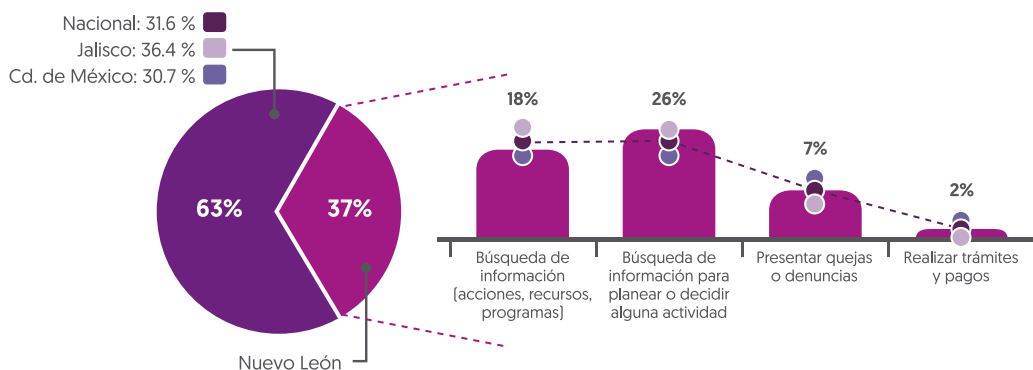 Nacional: 31.6 %
Jalisco: 36.4 %
Cd. de México: 30.7 %
63%
37%
Nuevo León
18%
26%
7%
2%
Búsqueda de
información
(acciones, recursos,
programas)
Búsqueda de
información para
planear o decidir
alguna actividad
Presentar quejas
o denuncias
Realizar trámites
y pagos